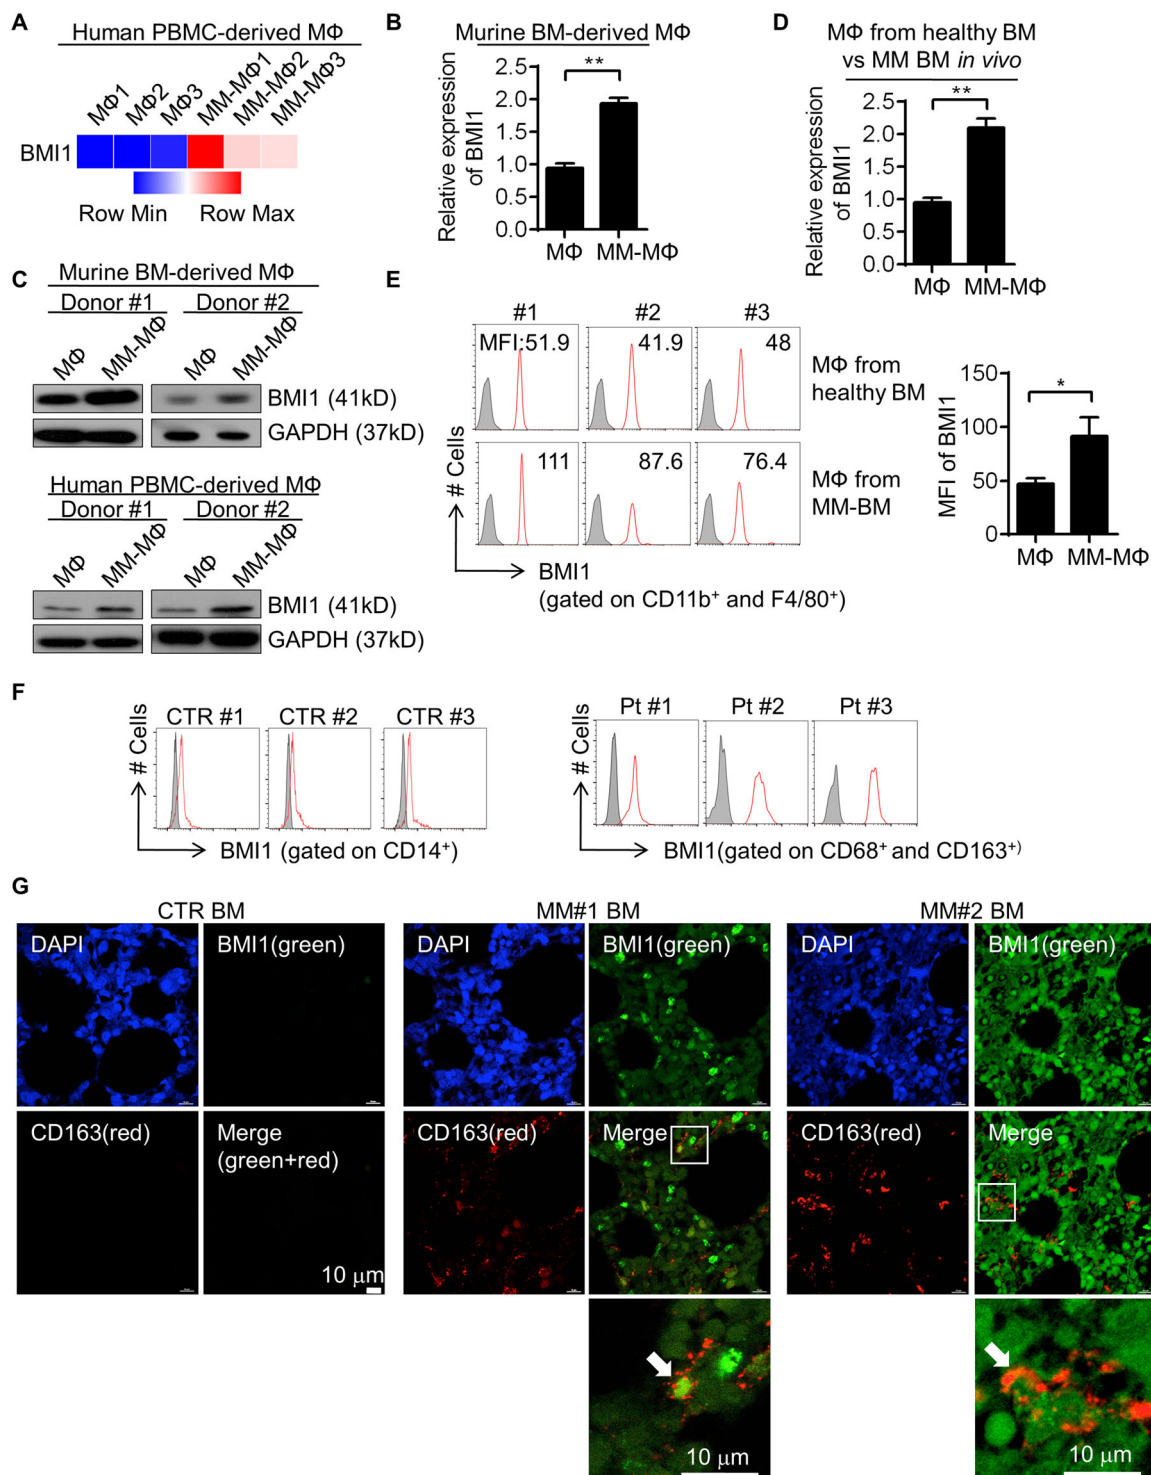 A
Human PBMC-derived MΦ
MΦ1
MΦ2
MΦ3
MM-MΦ1
MM-MΦ2
MM-MΦ3
BMI1
Row Min
Row Max
B
Murine BM-derived MΦ
**
Relative expression
of BMI1
2.5
2.0
1.5
1.0
0.5
0.0
MΦ
MM-MΦ
D
MΦ from healthy BM
vs MM BM in vivo
**
Relative expression
of BMI1
2.5
2.0
1.5
1.0
0.5
0.0
MΦ
MM-MΦ
C
Murine BM-derived MΦ
Donor #1
Donor #2
MΦ
MM-MΦ
MΦ
MM-MΦ
BMI1 (41kD)
GAPDH (37kD)
Human PBMC-derived MΦ
Donor #1
Donor #2
MΦ
MM-MΦ
MΦ
MM-MΦ
BMI1 (41kD)
GAPDH (37kD)
E
#1
#2
#3
MFI:51.9
41.9
48
MΦ from
healthy BM
111
87.6
76.4
MΦ from
MM-BM
# Cells
BMI1
(gated on CD11b⁺ and F4/80⁺)
MFI of BMI1
150
100
50
0
*
MΦ
MM-MΦ
F
# Cells
CTR #1
CTR #2
CTR #3
BMI1 (gated on CD14⁺)
# Cells
Pt #1
Pt #2
Pt #3
BMI1(gated on CD68⁺ and CD163⁺⁾
G
CTR BM
MM#1 BM
MM#2 BM
DAPI
BMI1(green)
DAPI
BMI1(green)
DAPI
BMI1(green)
CD163(red)
Merge
(green+red)
10 μm
CD163(red)
Merge
CD163(red)
Merge
10 μm
10 μm